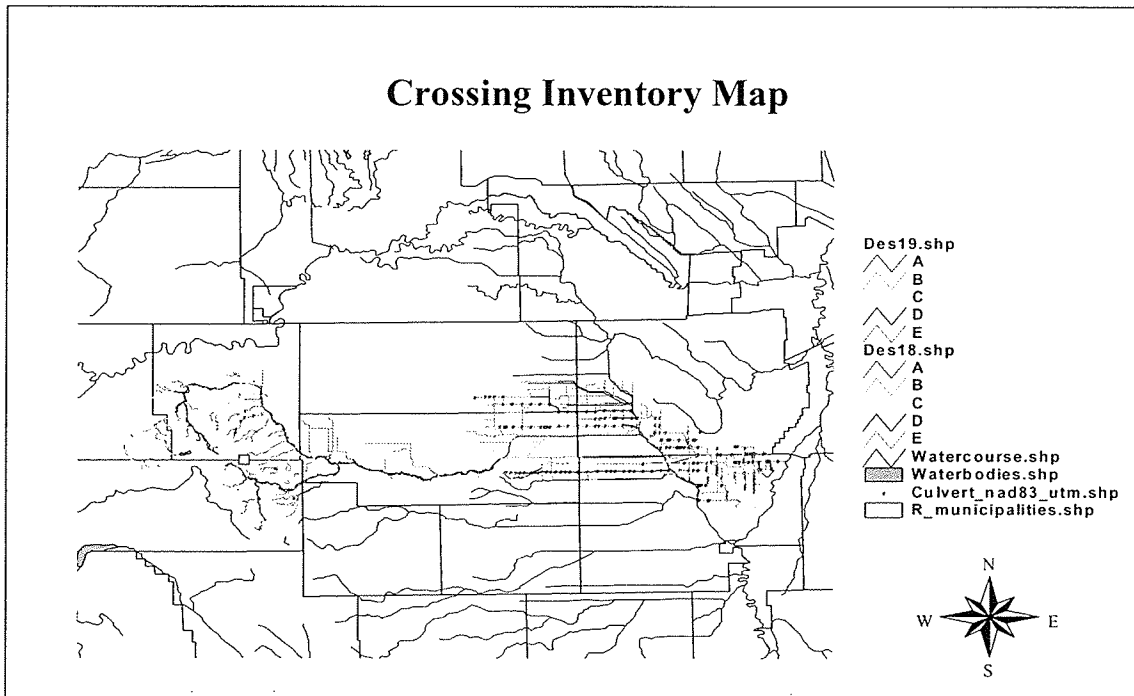 Crossing Inventory Map
Des19.shp
A
B
C
D
E
Des18.shp
A
B
C
D
E
Watercourse.shp
Waterbodies.shp
Culvert_nad83_utm.shp
R_municipalities.shp
N
W E
S